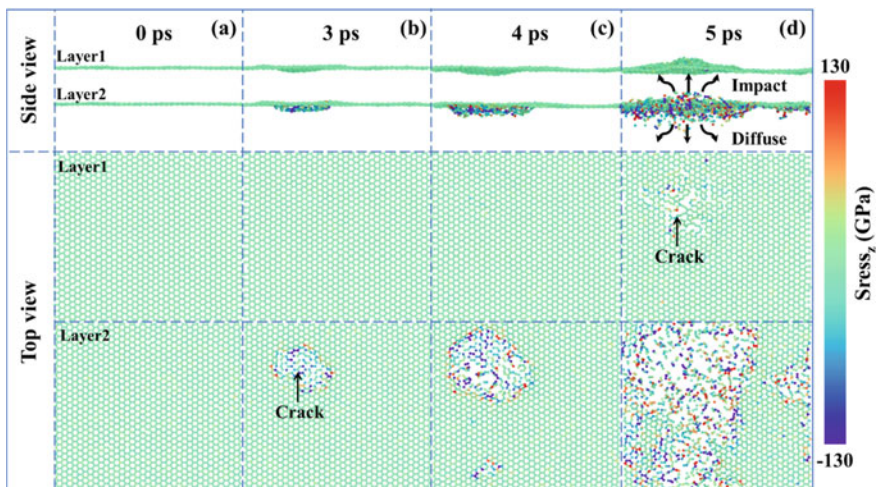 0 ps (a)
3 ps (b)
4 ps (c)
5 ps (d)
Side view
Layer1
Layer2
Impact
Diffuse
Top view
Layer1
Crack
Layer2
Crack
130
Sress_z (GPa)
-130